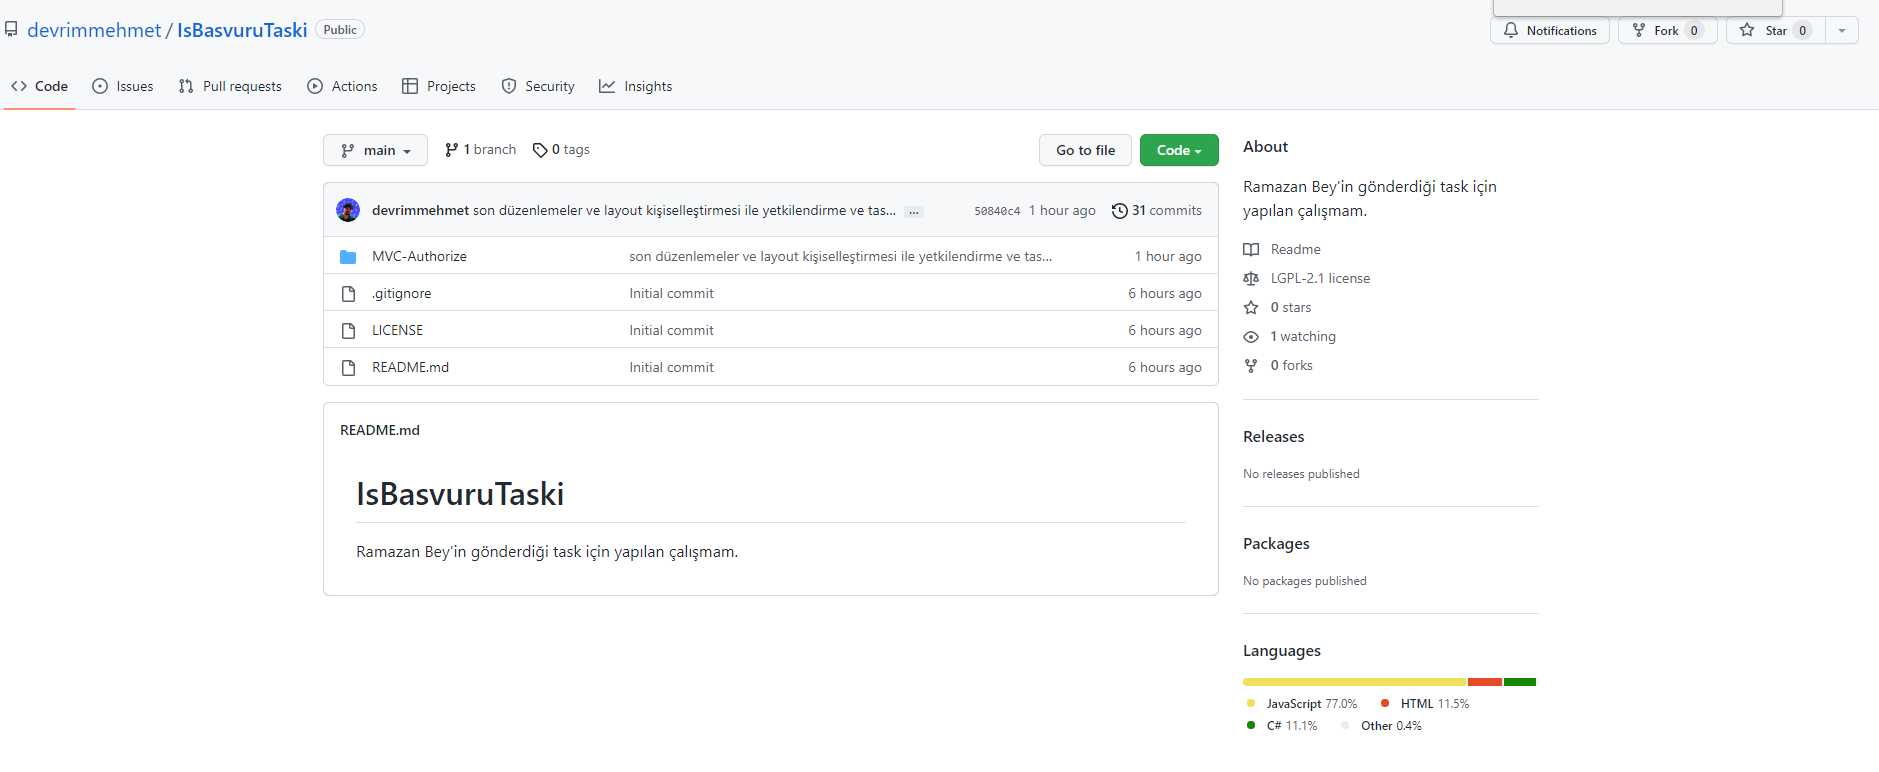 devrimmehmet / IsBasvuruTaski Public
Notifications Fork 0 Star 0
Code Issues Pull requests Actions Projects Security Insights
main 1 branch 0 tags Go to file Code
devrimmehmet son düzenlemeler ve layout kişiselleştirmesi ile yetkilendirme ve tas... ... 50840c4 1 hour ago 31 commits
MVC-Authorize son düzenlemeler ve layout kişiselleştirmesi ile yetkilendirme ve tas... 1 hour ago
.gitignore Initial commit 6 hours ago
LICENSE Initial commit 6 hours ago
README.md Initial commit 6 hours ago
README.md
IsBasvuruTaski
Ramazan Bey'in gönderdiği task için yapılan çalışmam.
About
Ramazan Bey'in gönderdiği task için
yapılan çalışmam.
Readme
LGPL-2.1 license
0 stars
1 watching
0 forks
Releases
No releases published
Packages
No packages published
Languages
JavaScript 77.0% HTML 11.5%
C# 11.1% Other 0.4%